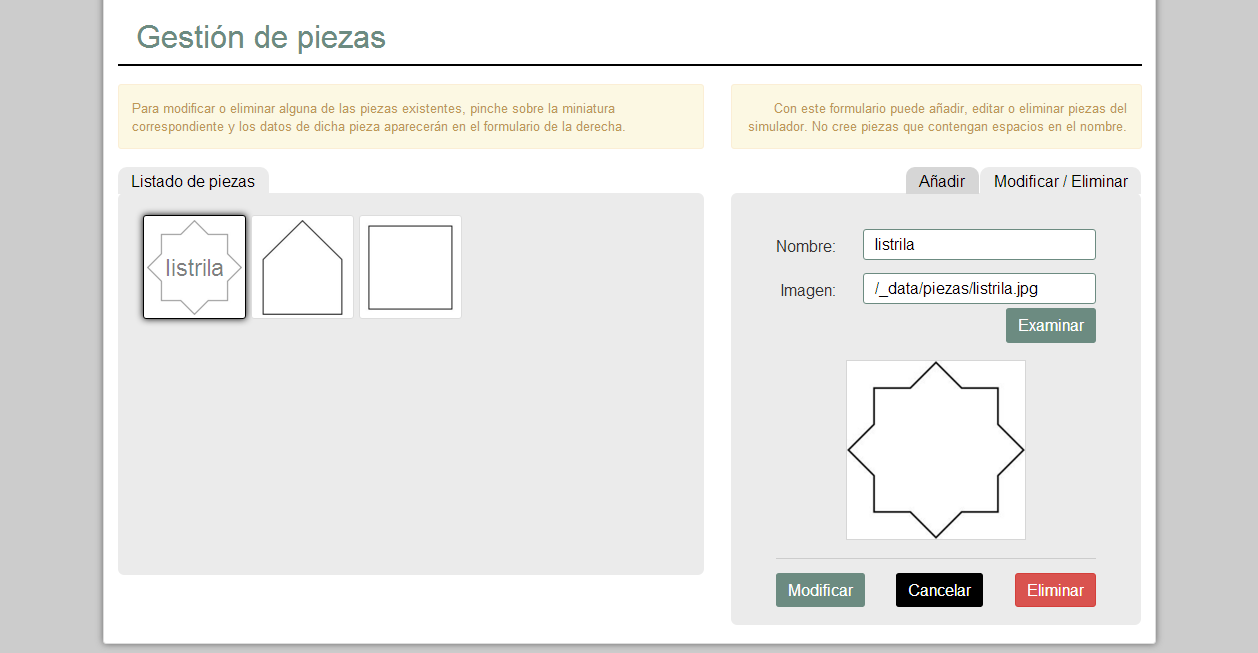 Gestión de piezas
Para modificar o eliminar alguna de las piezas existentes, pinche sobre la miniatura
correspondiente y los datos de dicha pieza aparecerán en el formulario de la derecha.
Con este formulario puede añadir, editar o eliminar piezas del
simulador. No cree piezas que contengan espacios en el nombre.
Listado de piezas
listrila
Añadir
Modificar / Eliminar
Nombre:
listrila
Imagen:
/_data/piezas/listrila.jpg
Examinar
Modificar
Cancelar
Eliminar